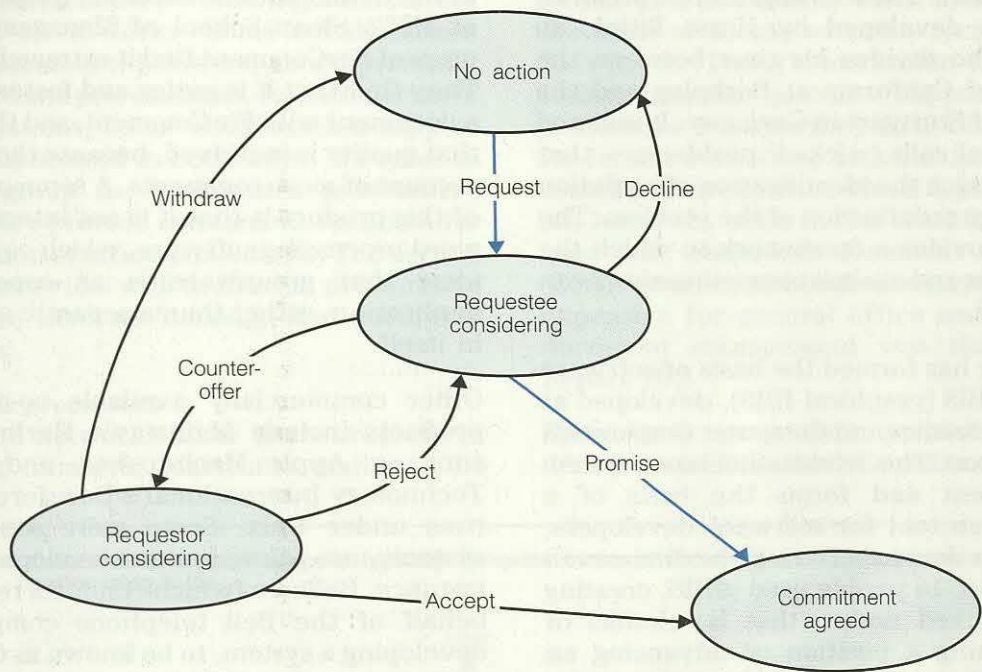 No action
Withdraw
Request
Decline
Requestee
considering
Counter-
offer
Reject
Promise
Requestor
considering
Accept
Commitment
agreed